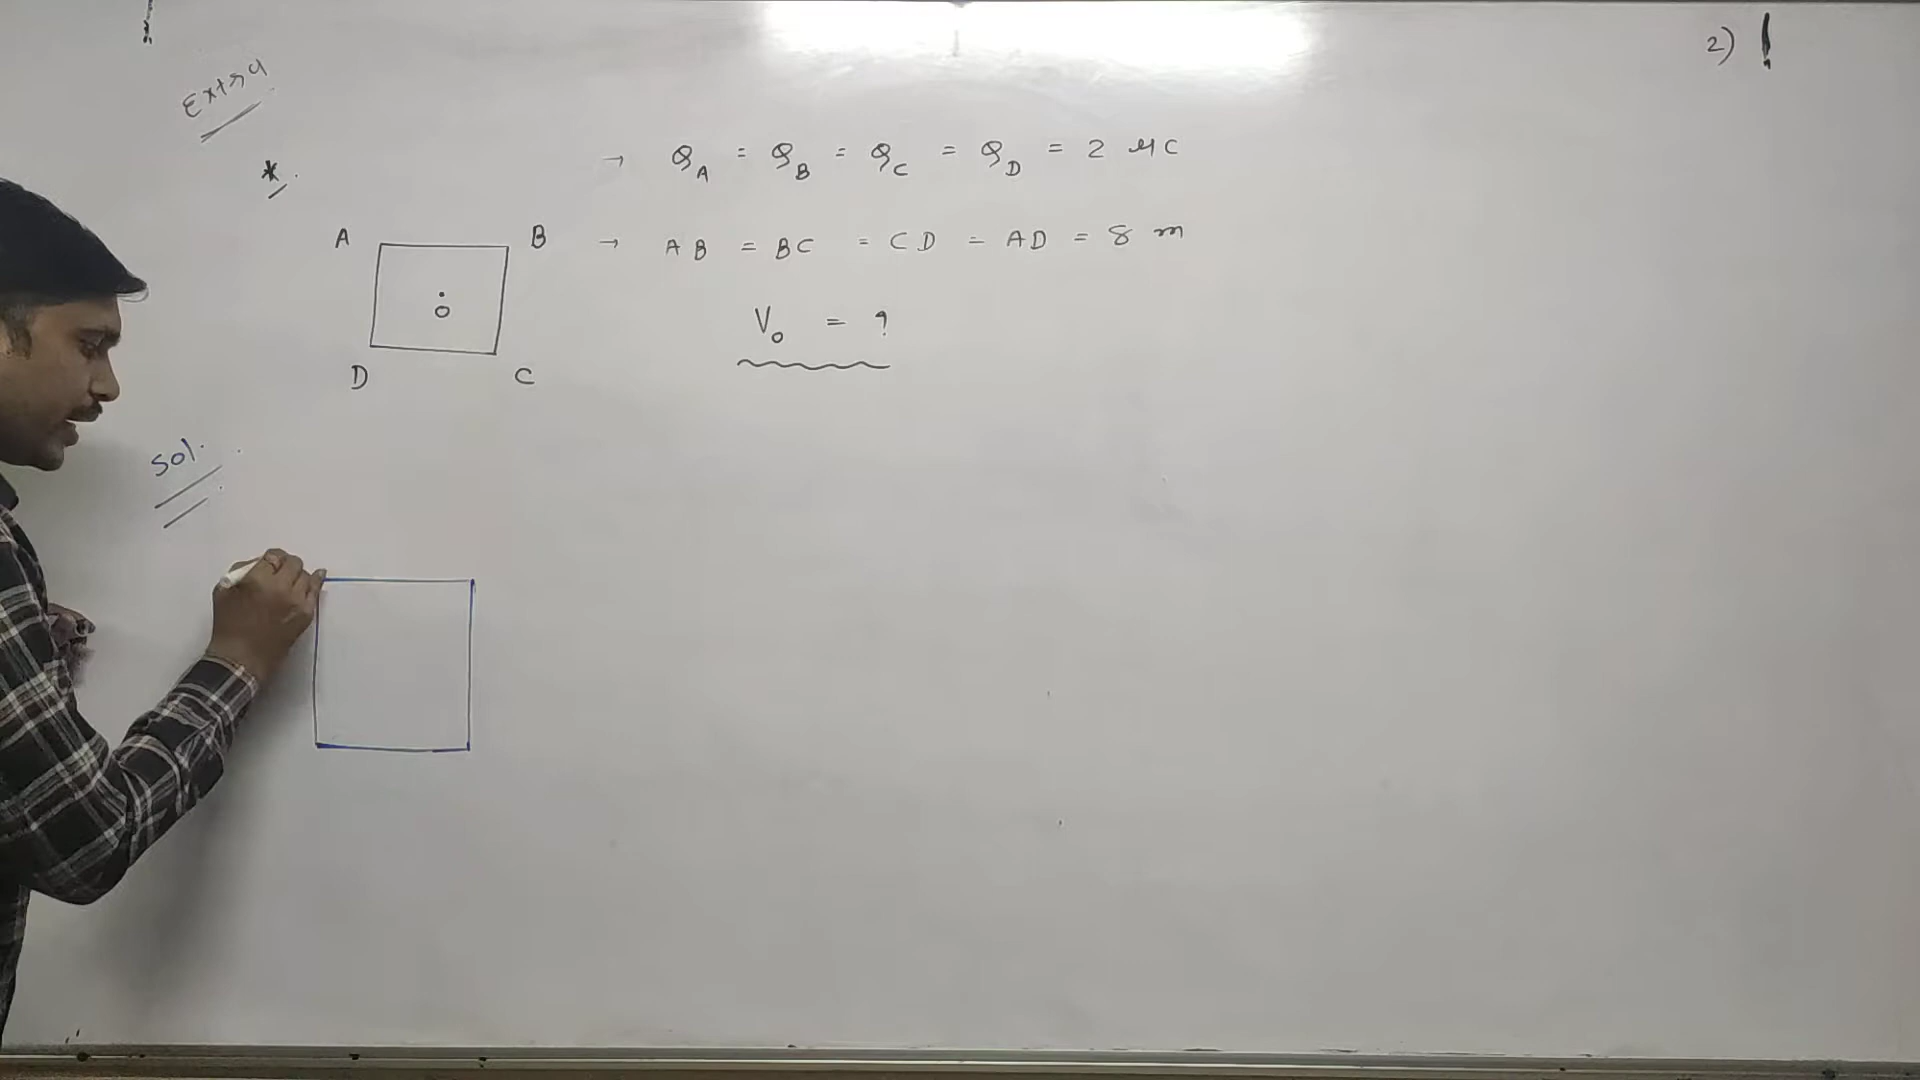 2) !
Extra
*.
→ Q_A = Q_B = Q_C = Q_D = 2 μC
A B
→ AB = BC = CD = AD = 8 m
O
V_o = ?
D C
Sol.